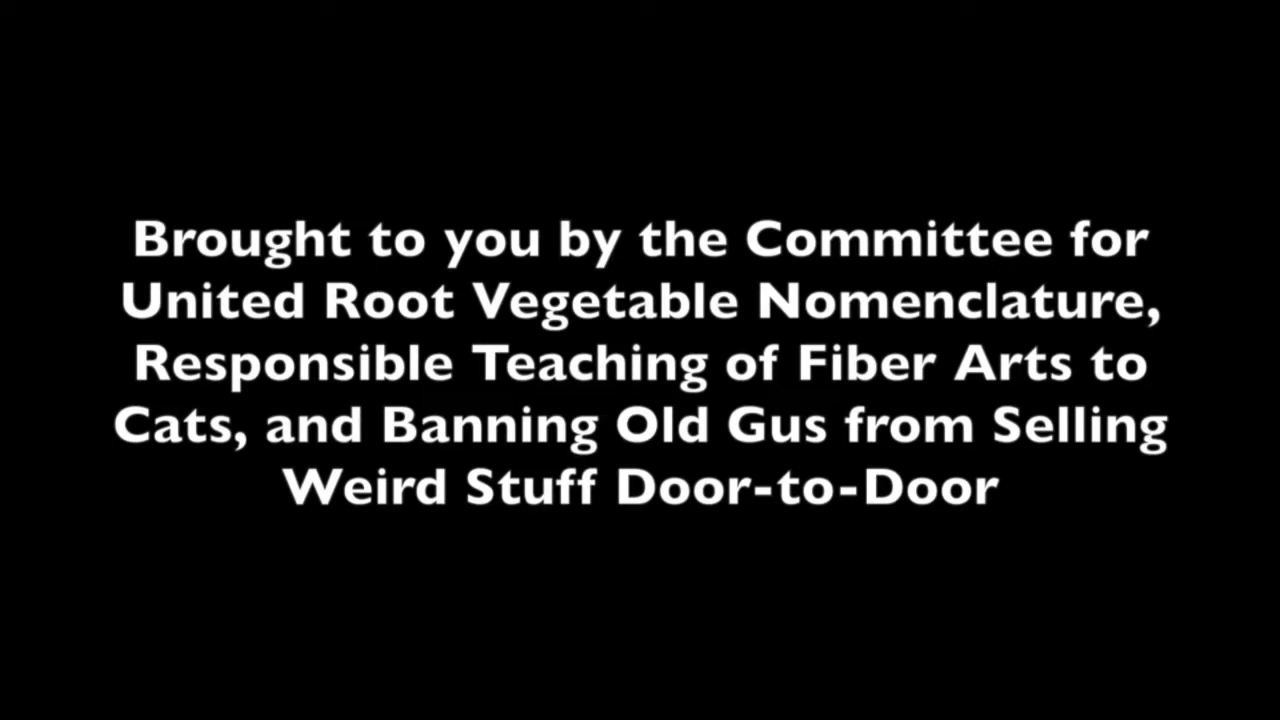 Brought to you by the Committee for
United Root Vegetable Nomenclature,
Responsible Teaching of Fiber Arts to
Cats, and Banning Old Gus from Selling
Weird Stuff Door-to-Door